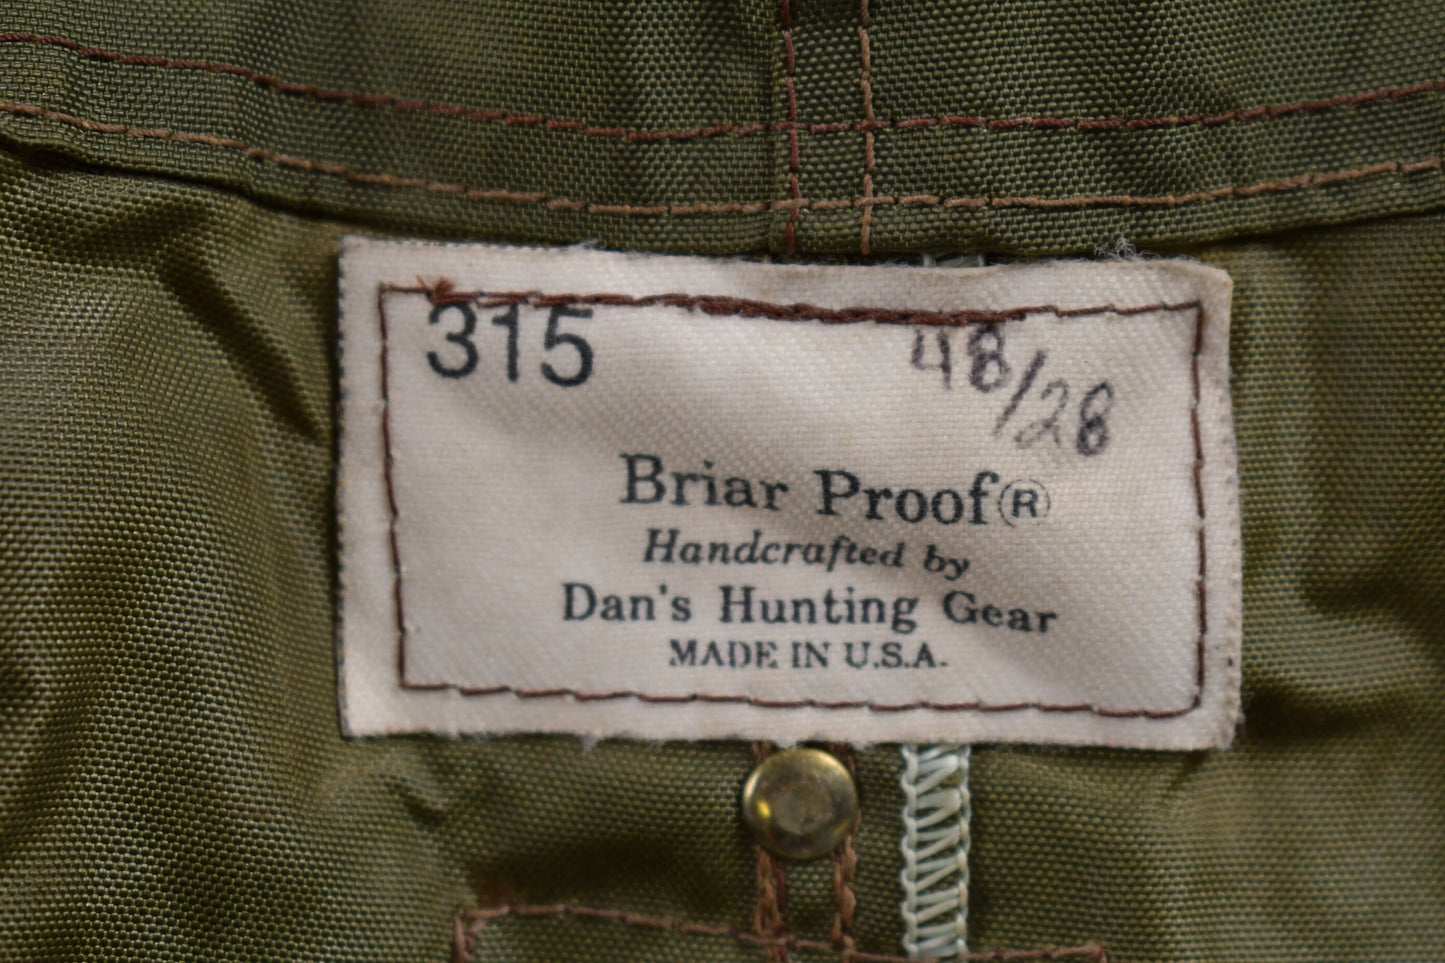 315 48/28
Briar Proof®
Handcrafted by
Dan's Hunting Gear
MADE IN U.S.A.